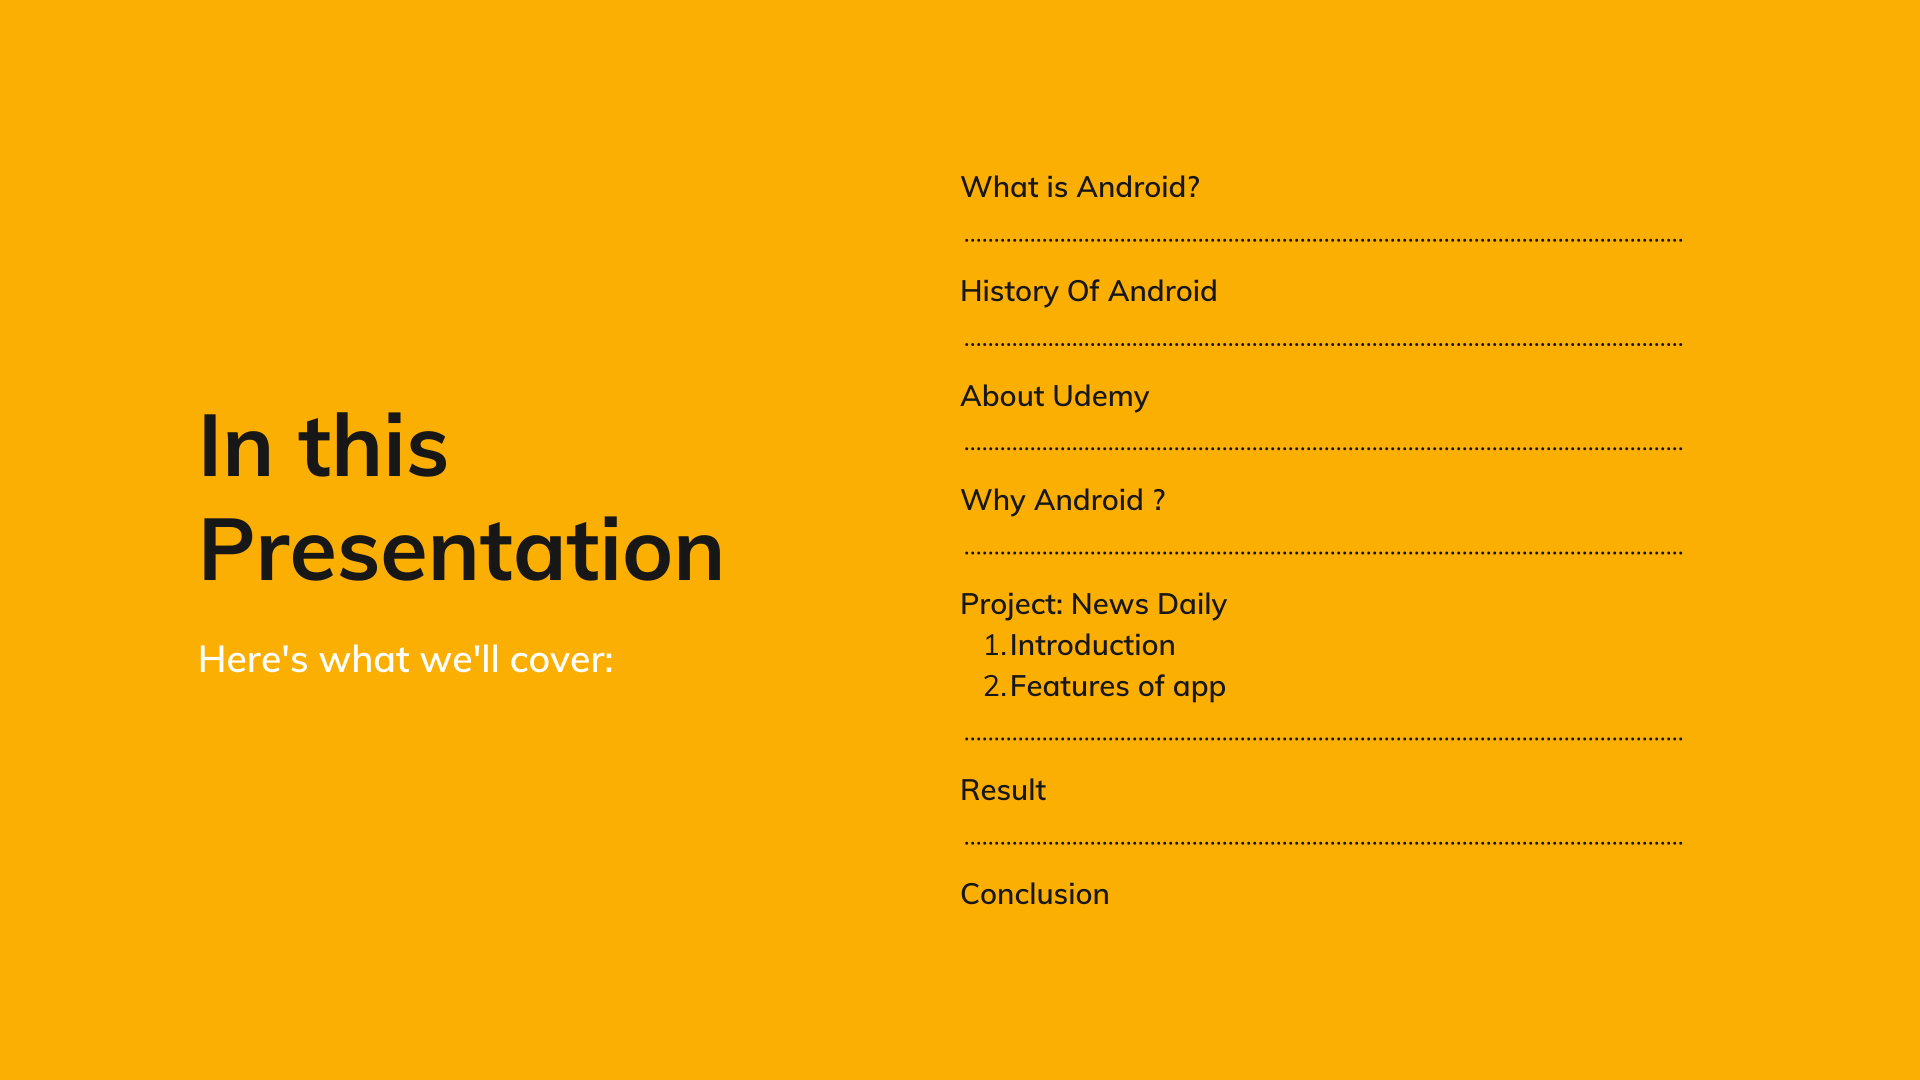 In this
Presentation
Here's what we'll cover:
What is Android?
History Of Android
About Udemy
Why Android ?
Project: News Daily
1.Introduction
2.Features of app
Result
Conclusion